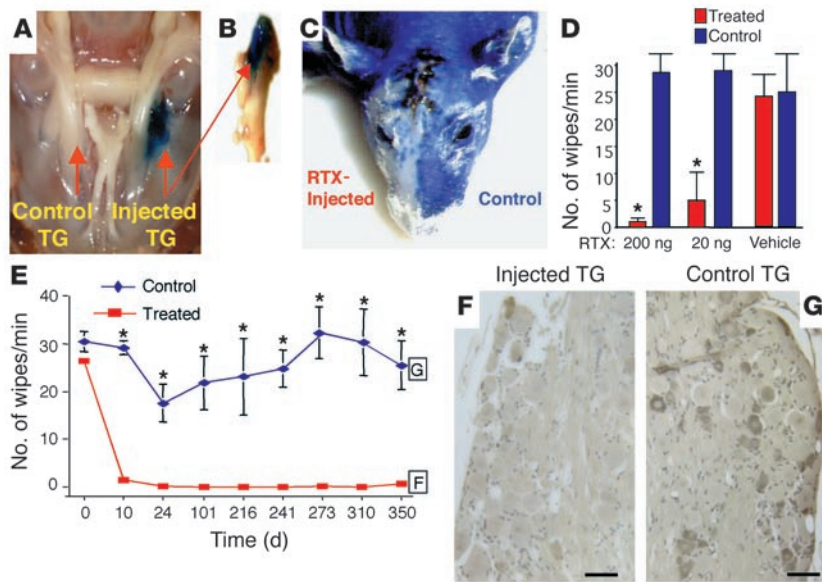 A
B
C
D
Control
TG
Injected
TG
RTX-
Injected
Control
Treated
Control
No. of wipes/min
30
25
20
15
10
5
0
*
*
RTX: 200 ng 20 ng Vehicle
E
Control
Treated
No. of wipes/min
40
30
20
10
0
* * * * * * * *
G
F
0 10 24 101 216 241 273 310 350
Time (d)
Injected TG
Control TG
F
G